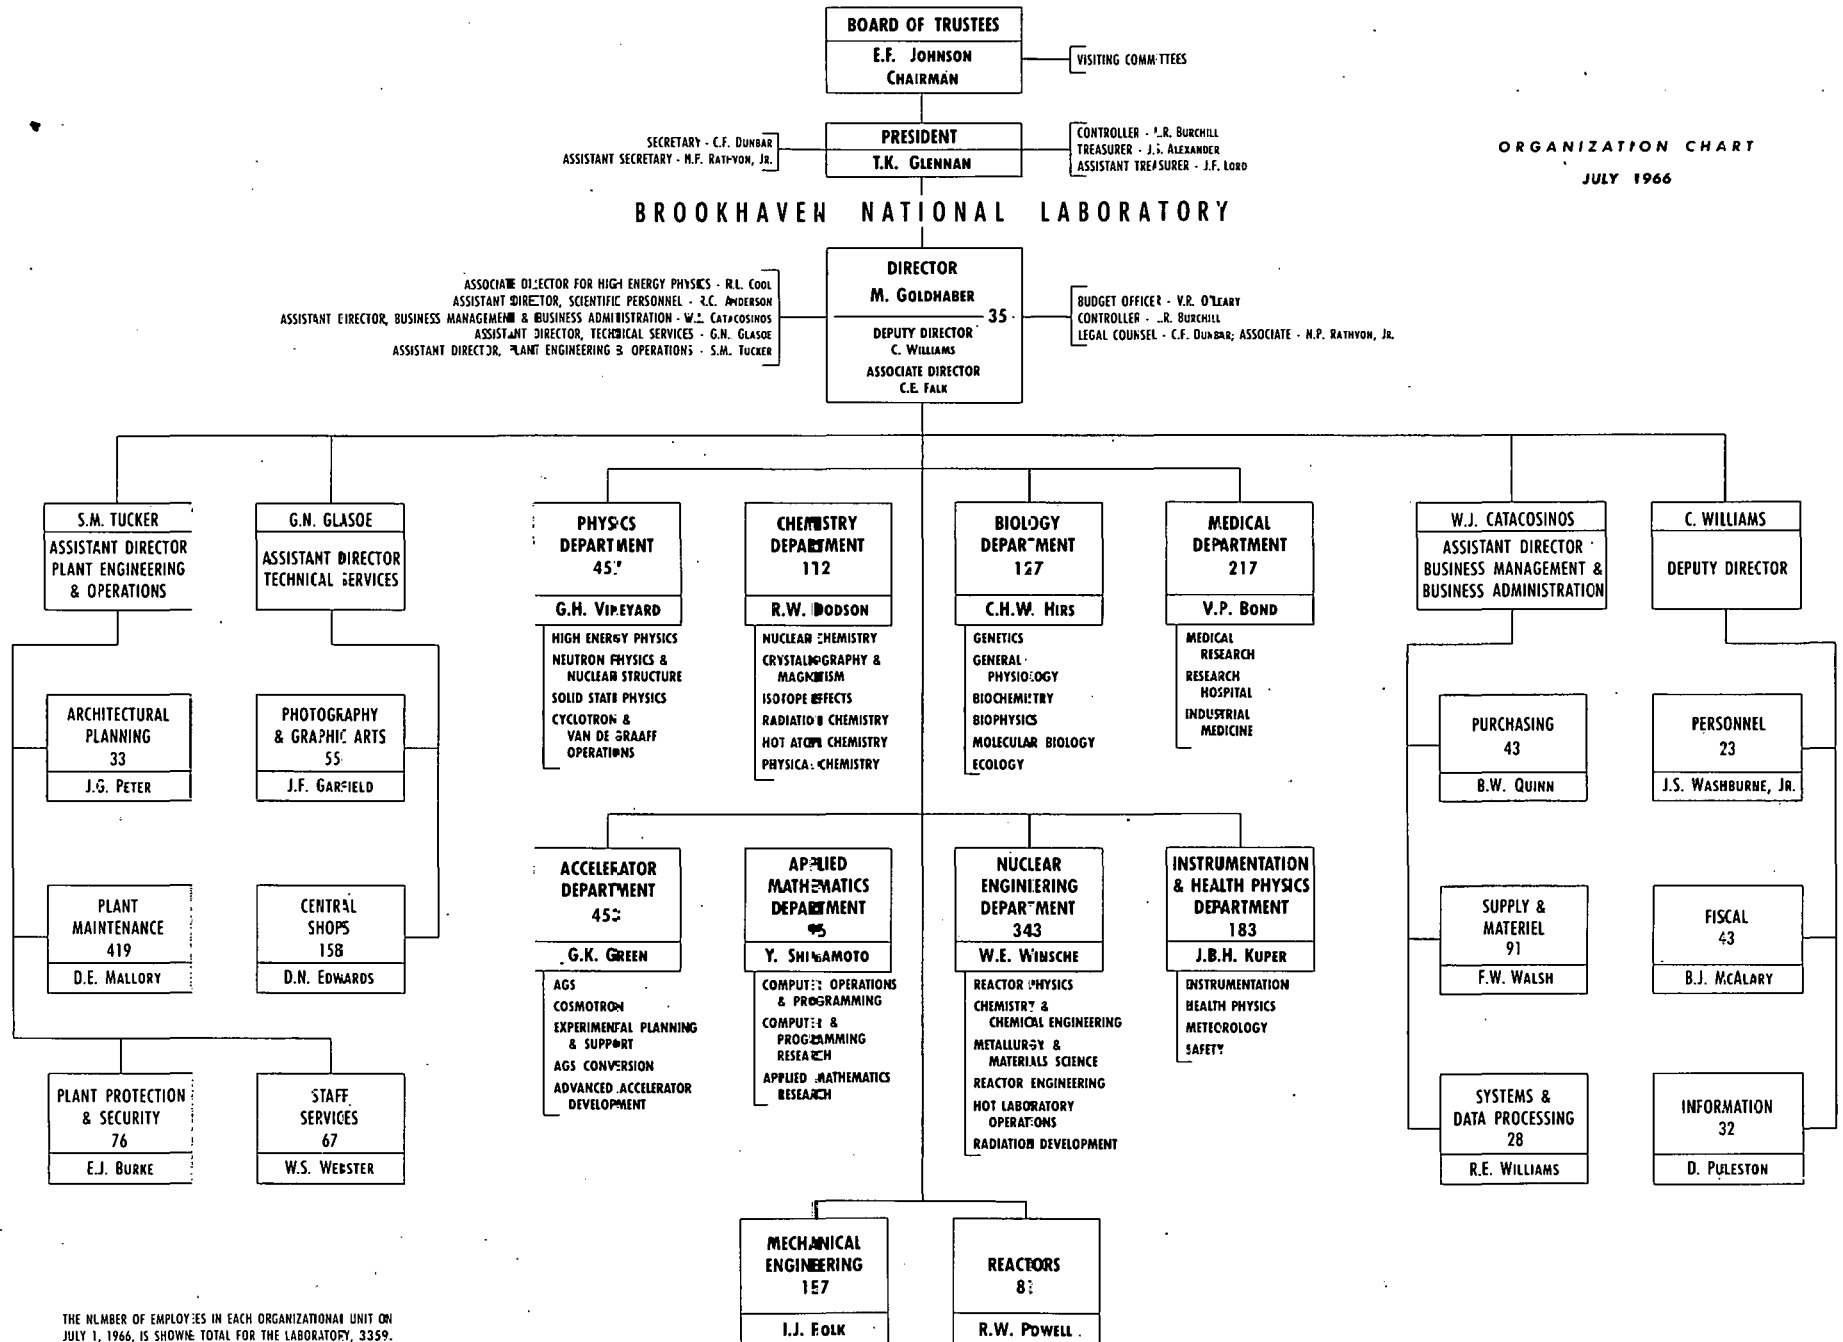 BOARD OF TRUSTEES
E.F. JOHNSON
CHAIRMAN
VISITING COMMITTEES
SECRETARY - C.F. DUNBAR
ASSISTANT SECRETARY - N.F. RATHVON, JR.
PRESIDENT
T.K. GLENNAN
CONTROLLER - R. BURCHILL
TREASURER - ALEXANDER
ASSISTANT TREASURER - J.F. LORD
ORGANIZATION CHART
JULY 1966
BROOKHAVEN NATIONAL LABORATORY
ASSOCIATE DIRECTOR FOR HIGH ENERGY PHYSICS - R.L. COOL
ASSISTANT DIRECTOR, SCIENTIFIC PERSONNEL - R.C. ANDERSON
ASSISTANT DIRECTOR, BUSINESS MANAGEMENT & BUSINESS ADMINISTRATION - W.J. CATACOSINOS
ASSISTANT DIRECTOR, TECHNICAL SERVICES - G.N. GLASOE
ASSISTANT DIRECTOR, PLANT ENGINEERING & OPERATIONS - S.M. TUCKER
DIRECTOR
M. GOLDHABER
35
DEPUTY DIRECTOR
C. WILLIAMS
ASSOCIATE DIRECTOR
C.E. FALK
BUDGET OFFICER - V.R. O'LEARY
CONTROLLER - R. BURCHILL
LEGAL COUNSEL - C.F. DUNBAR; ASSOCIATE - N.P. RATHVON, JR.
S.M. TUCKER
ASSISTANT DIRECTOR
PLANT ENGINEERING
& OPERATIONS
G.N. GLASOE
ASSISTANT DIRECTOR
TECHNICAL SERVICES
PHYSICS
DEPARTMENT
G.H. VINEYARD
HIGH ENERGY PHYSICS
NEUTRON PHYSICS &
NUCLEAR STRUCTURE
SOLID STATE PHYSICS
CYCLOTRON &
VAN DE GRAAFF
OPERATIONS
CHEMISTRY
DEPARTMENT
112
R.W. DODSON
NUCLEAR CHEMISTRY
CRYSTALLOGRAPHY &
MAGNETISM
ISOTOPE EFFECTS
RADIATION CHEMISTRY
HOT ATOM CHEMISTRY
PHYSICAL CHEMISTRY
BIOLOGY
DEPARTMENT
C.H.W. HIRS
GENETICS
GENERAL
PHYSIOLOGY
BIOCHEMISTRY
BIOPHYSICS
MOLECULAR BIOLOGY
ECOLOGY
MEDICAL
DEPARTMENT
217
V.P. BOND
MEDICAL
RESEARCH
RESEARCH
HOSPITAL
INDUSTRIAL
MEDICINE
W.J. CATACOSINOS
ASSISTANT DIRECTOR
BUSINESS MANAGEMENT &
BUSINESS ADMINISTRATION
C. WILLIAMS
DEPUTY DIRECTOR
ARCHITECTURAL
PLANNING
33
J.G. PETER
PHOTOGRAPHY
& GRAPHIC ARTS
55
J.F. GARFIELD
PURCHASING
43
B.W. QUINN
PERSONNEL
23
J.S. WASHBURNE, JR.
PLANT
MAINTENANCE
419
D.E. MALLORY
CENTRAL
SHOPS
158
D.N. EDWARDS
ACCELERATOR
DEPARTMENT
G.K. GREEN
AGS
COSMOTRON
EXPERIMENTAL PLANNING
& SUPPORT
AGS CONVERSION
ADVANCED ACCELERATOR
DEVELOPMENT
APPLIED
MATHEMATICS
DEPARTMENT
Y. SHIMAMOTO
COMPUTER OPERATIONS
& PROGRAMMING
COMPUTER &
PROGRAMMING
RESEARCH
APPLIED MATHEMATICS
RESEARCH
NUCLEAR
ENGINEERING
DEPARTMENT
343
W.E. WINSCHE
REACTOR PHYSICS
CHEMISTRY &
CHEMICAL ENGINEERING
METALLURGY &
MATERIALS SCIENCE
REACTOR ENGINEERING
HOT LABORATORY
OPERATIONS
RADIATION DEVELOPMENT
INSTRUMENTATION
& HEALTH PHYSICS
DEPARTMENT
183
J.B.H. KUPER
INSTRUMENTATION
HEALTH PHYSICS
METEOROLOGY
SAFETY
SUPPLY &
MATERIEL
91
F.W. WALSH
FISCAL
43
B.J. MCALARY
PLANT PROTECTION
& SECURITY
76
E.J. BURKE
STAFF
SERVICES
67
W.S. WEBSTER
SYSTEMS &
DATA PROCESSING
28
R.E. WILLIAMS
INFORMATION
32
D. PULESTON
MECHANICAL
ENGINEERING
REACTORS
R.W. POWELL
THE NUMBER OF EMPLOYEES IN EACH ORGANIZATIONAL UNIT ON
JULY 1, 1966, IS SHOWN. TOTAL FOR THE LABORATORY, 3359.